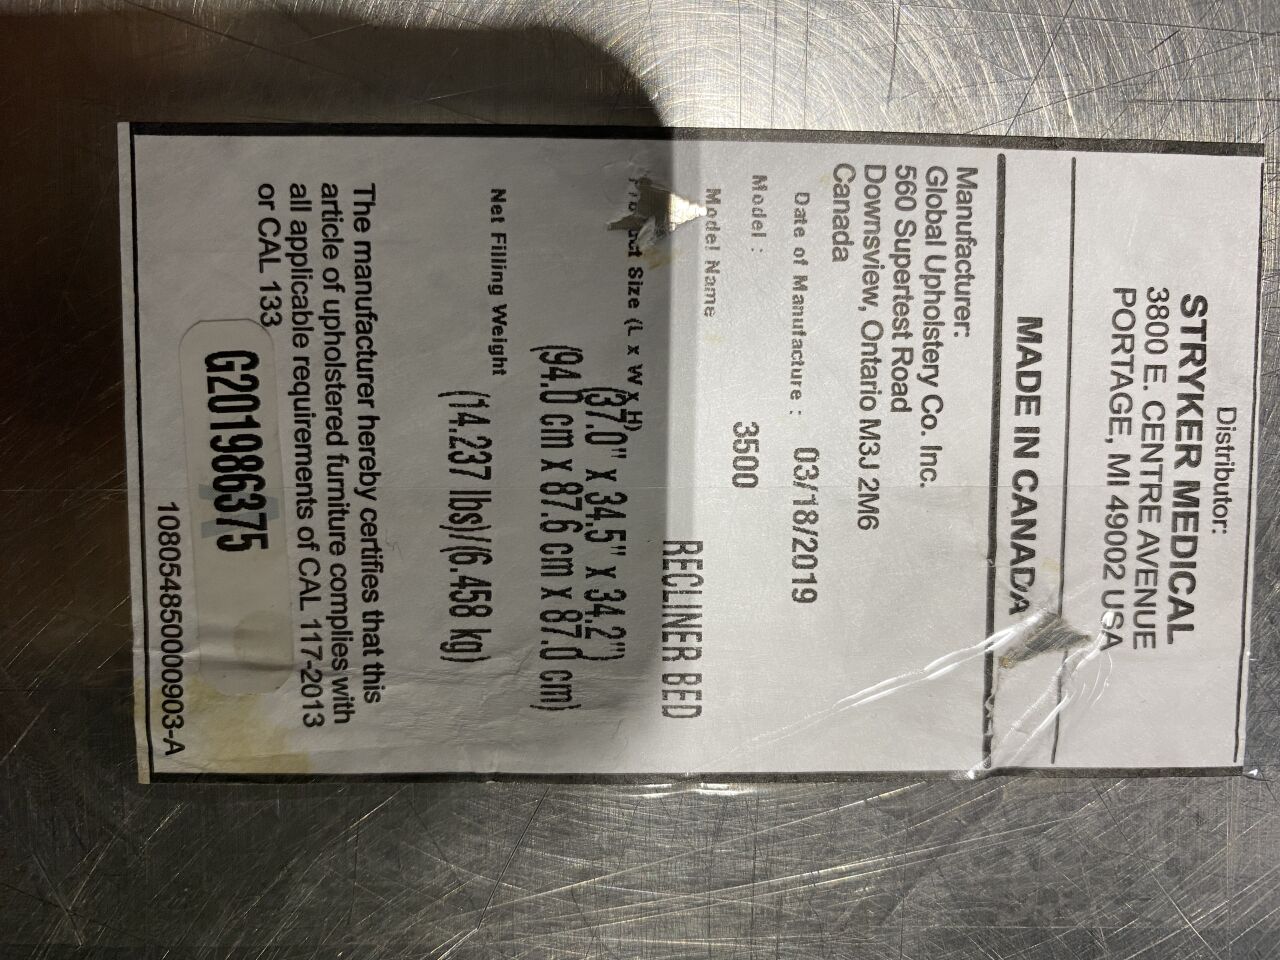 Distributor:
STRYKER MEDICAL
3800 E. CENTRE AVENUE
PORTAGE, MI 49002 USA
MADE IN CANADA
Manufacturer:
Global Upholstery Co. Inc.
560 Supertest Road
Downsview, Ontario M3J 2M6
Canada
Date of Manufacture : 03/18/2019
Model : 3500
Model Name RECLINER BED
Product Size (L x W x H)
(37.0" x 34.5" x 34.2")
(94.0 cm x 87.6 cm x 87.0 cm)
Net Filling Weight (14.237 lbs)/(6.458 kg)
The manufacturer hereby certifies that this
article of upholstered furniture complies with
all applicable requirements of CAL 117-2013
or CAL 133
G201986375
1080548500000903-A